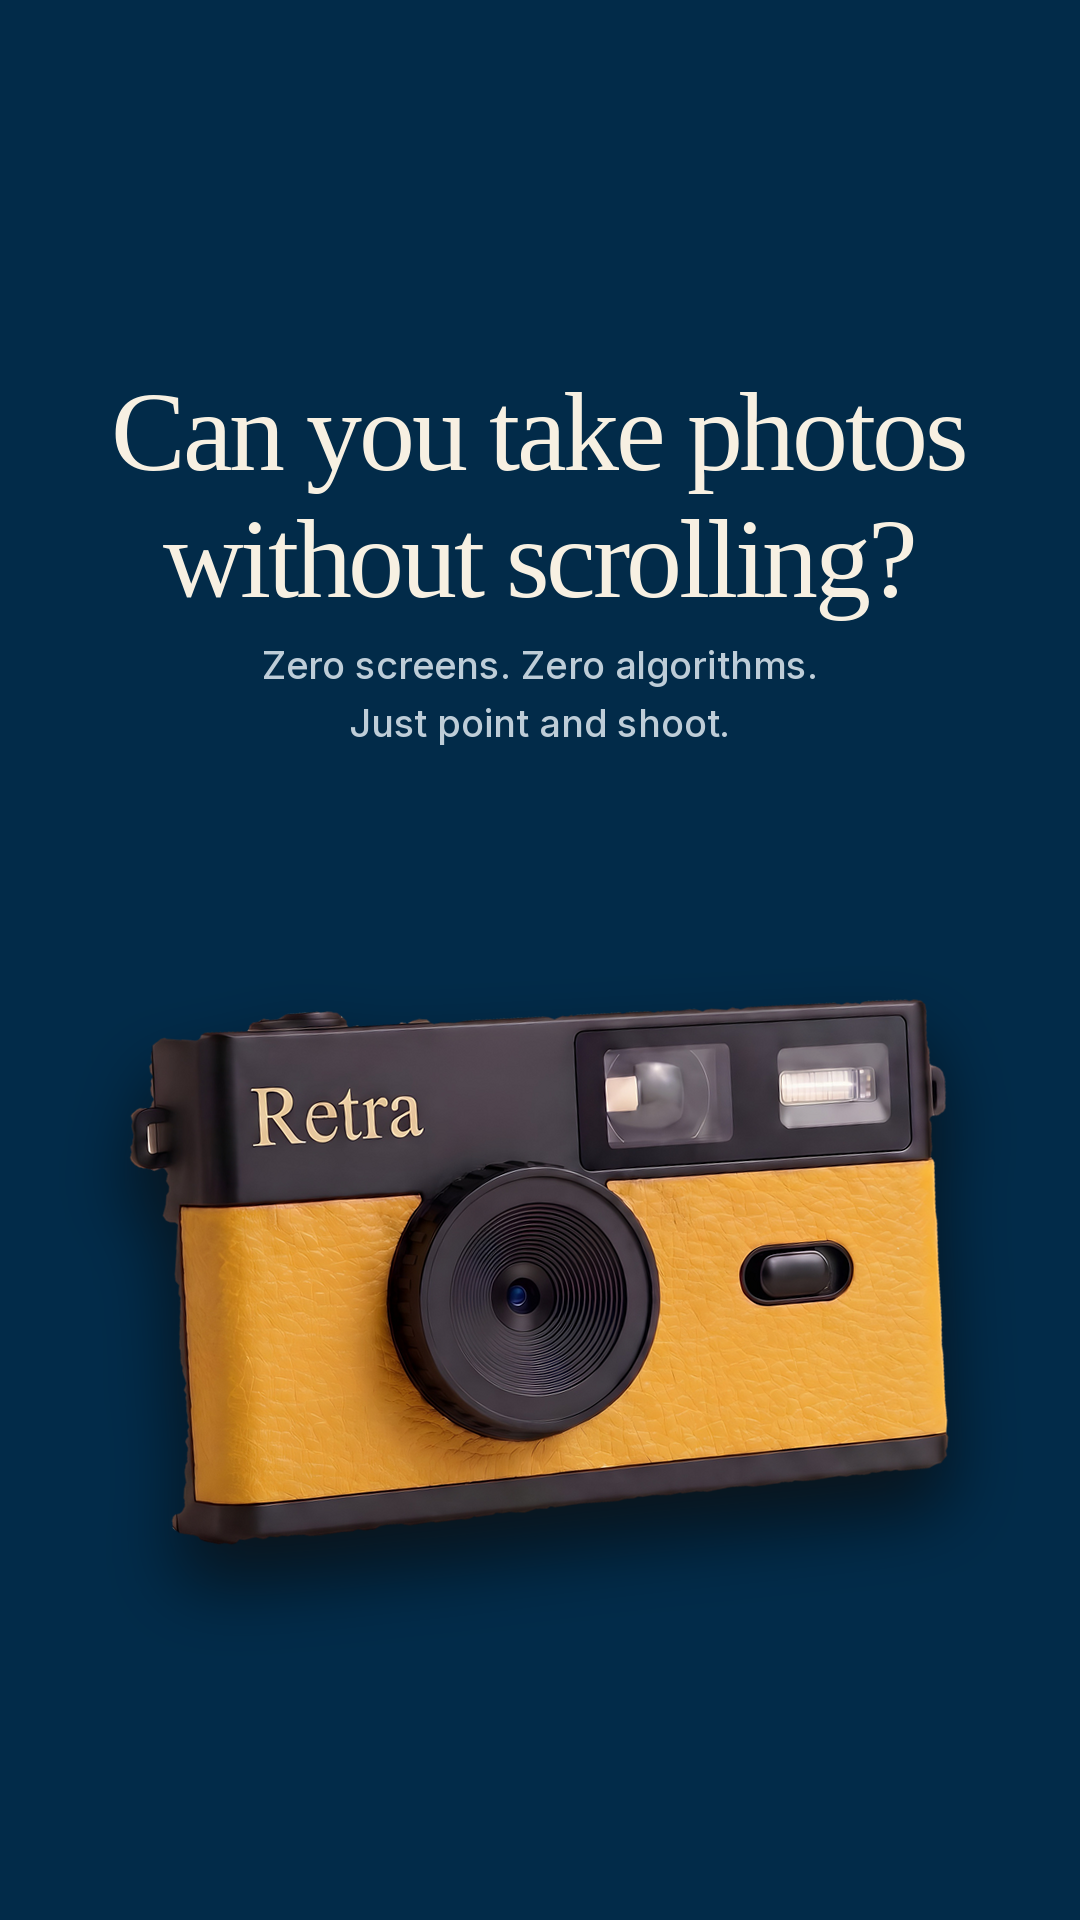 Can you take photos
without scrolling?
Zero screens. Zero algorithms.
Just point and shoot.
Retra